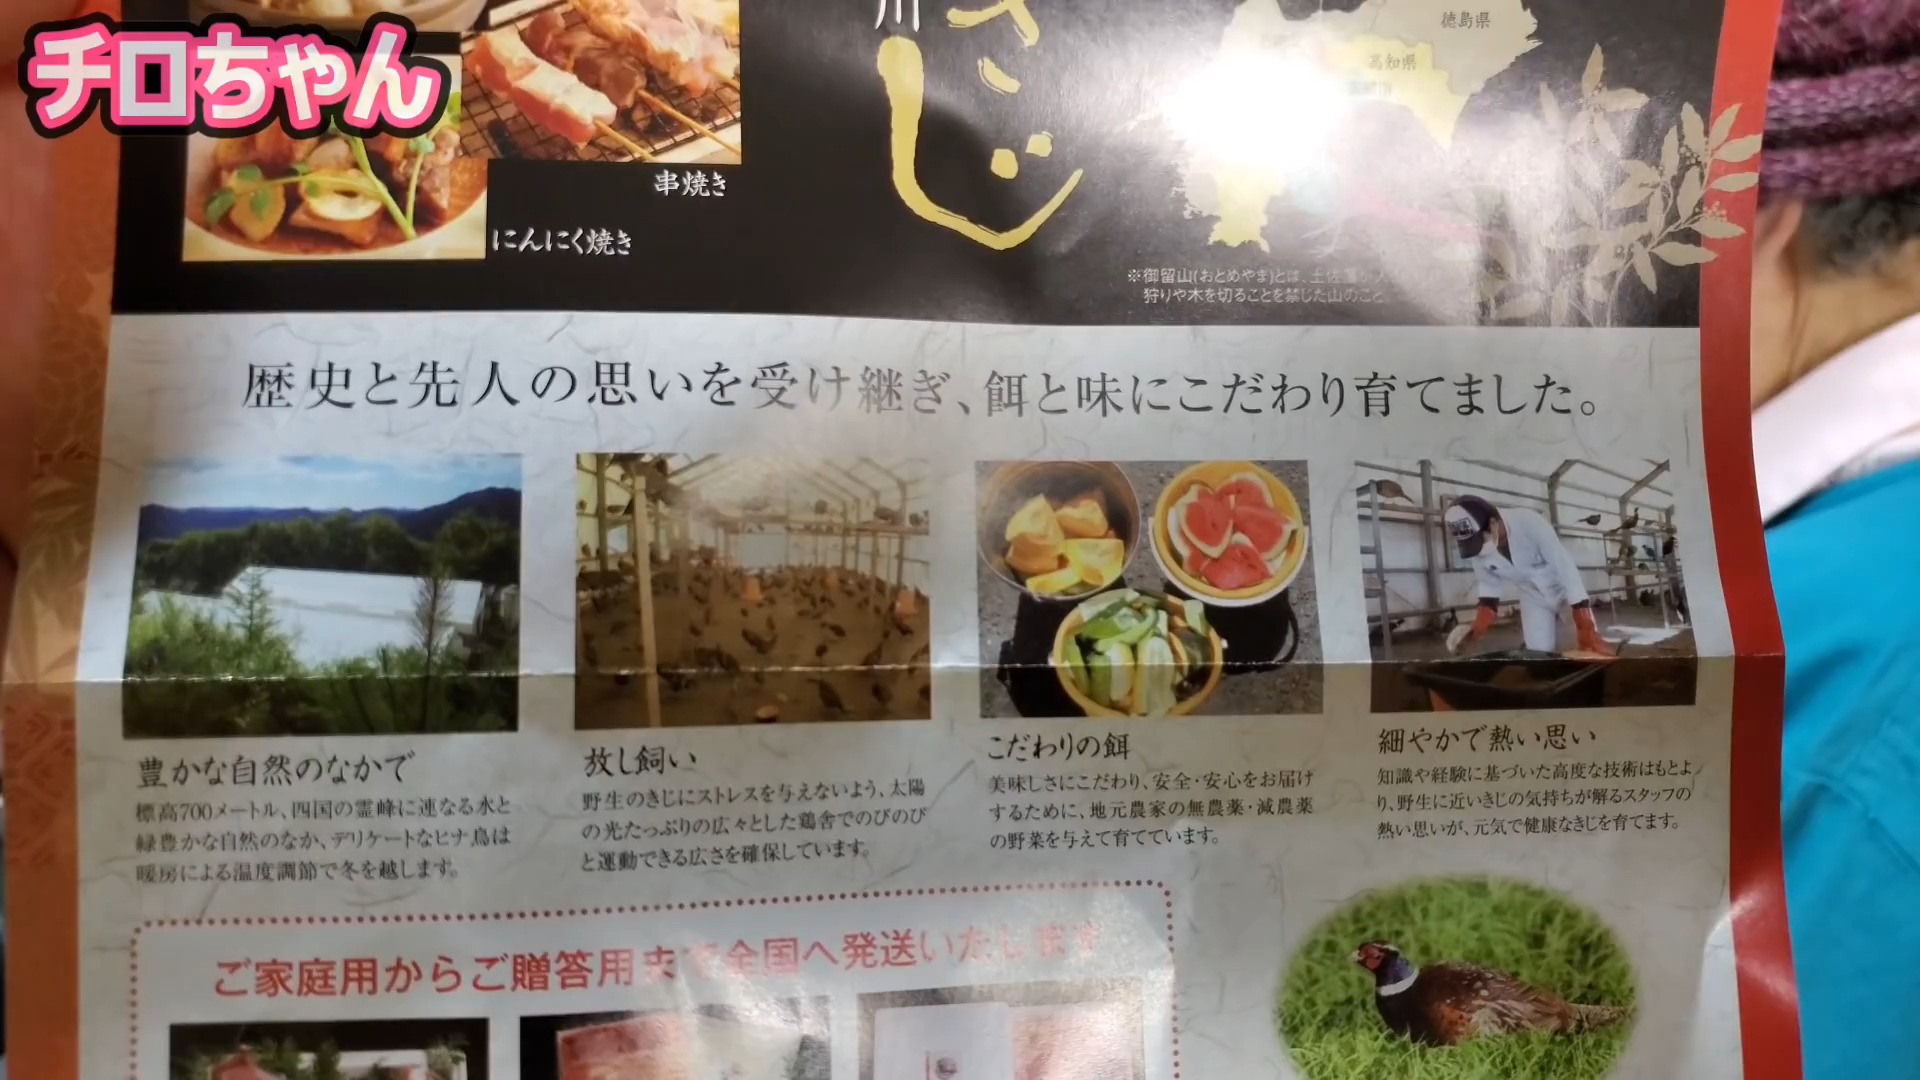 チロちゃん
川
きじ
徳島県
高知県
串焼き
にんにく焼き
※御留山(おとめやま)とは、土佐藩が
狩りや木を切ることを禁じた山のこと
歴史と先人の思いを受け継ぎ、餌と味にこだわり育てました。
豊かな自然のなかで
標高700メートル、四国の霊峰に連なる水と
緑豊かな自然のなか、デリケートなヒナ鳥は
暖房による温度調節で冬を越します。
放し飼い
野生のきじにストレスを与えないよう、太陽
の光たっぷりの広々とした鶏舎でのびのび
と運動できる広さを確保しています。
こだわりの餌
美味しさにこだわり、安全・安心をお届け
するために、地元農家の無農薬・減農薬
の野菜を与えて育てています。
細やかで熱い思い
知識や経験に基づいた高度な技術はもとよ
り、野生に近いきじの気持ちが解るスタッフの
熱い思いが、元気で健康なきじを育てます。
ご家庭用からご贈答用まで全国へ発送いたします